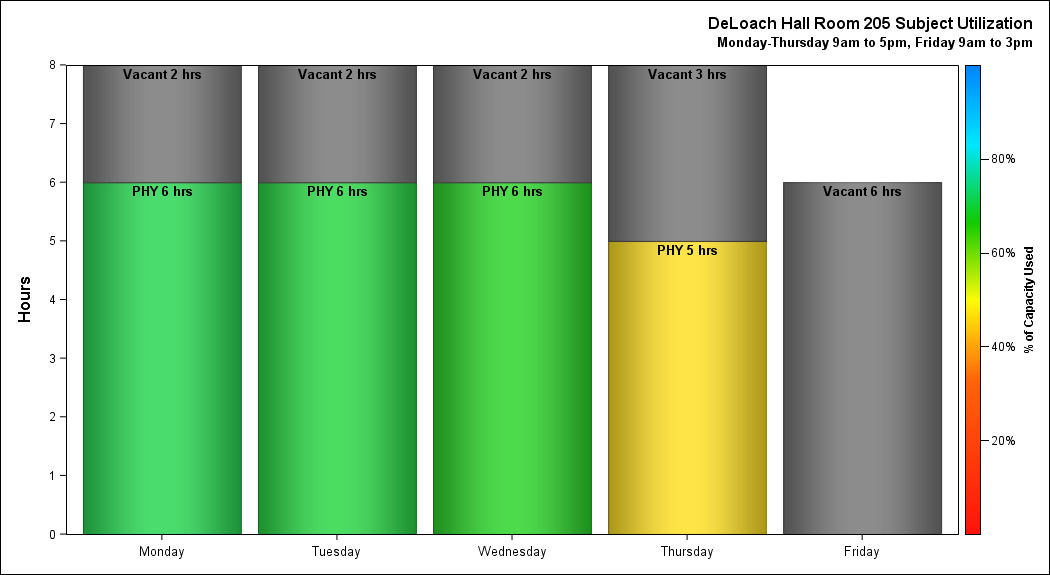 DeLoach Hall Room 205 Subject Utilization
Monday-Thursday 9am to 5pm, Friday 9am to 3pm
8
7
6
5
4
3
2
1
0
Hours
Vacant 2 hrs
Vacant 2 hrs
Vacant 2 hrs
Vacant 3 hrs
PHY 6 hrs
PHY 6 hrs
PHY 6 hrs
Vacant 6 hrs
PHY 5 hrs
Monday
Tuesday
Wednesday
Thursday
Friday
80%
60%
40%
20%
% of Capacity Used